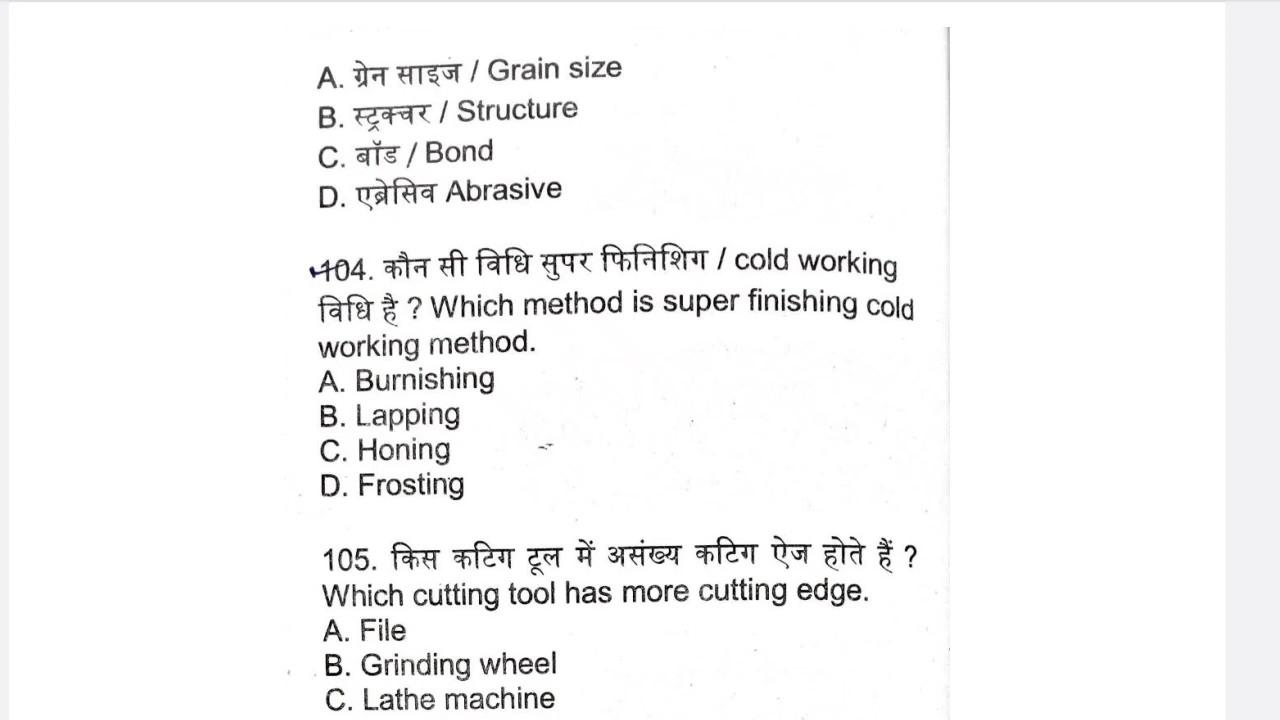 A. ग्रेन साइज / Grain size
B. स्ट्रक्चर / Structure
C. बॉड / Bond
D. एब्रेसिव Abrasive
104. कौन सी विधि सुपर फिनिशिग / cold working
विधि है ? Which method is super finishing cold
working method.
A. Burnishing
B. Lapping
C. Honing
D. Frosting
105. किस कटिग टूल में असंख्य कटिग ऐज होते हैं ?
Which cutting tool has more cutting edge.
A. File
B. Grinding wheel
C. Lathe machine